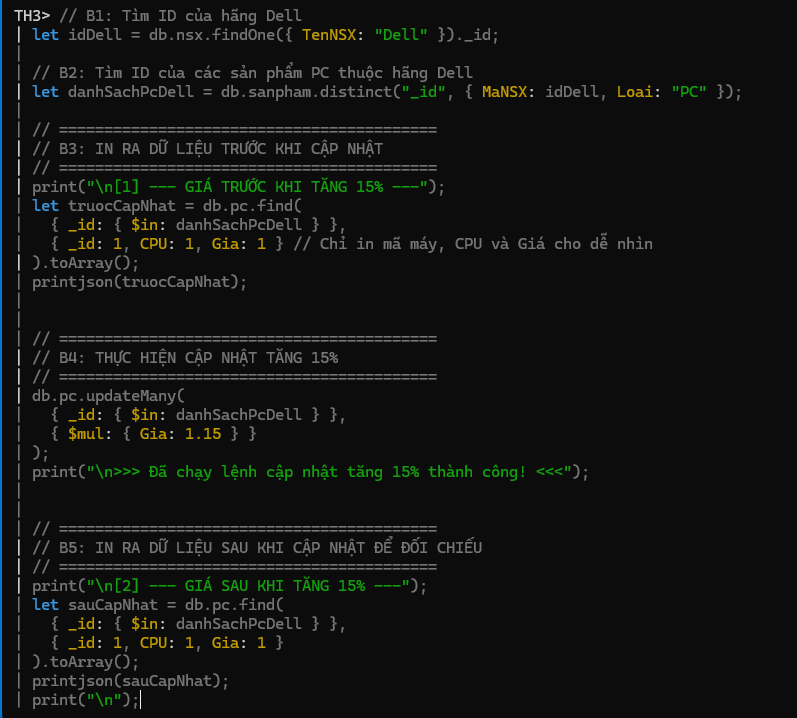 TH3> // B1: Tìm ID của hãng Dell
| let idDell = db.nsx.findOne({ TenNSX: "Dell" })._id;
|
| // B2: Tìm ID của các sản phẩm PC thuộc hãng Dell
| let danhSachPcDell = db.sanpham.distinct("_id", { MaNSX: idDell, Loai: "PC" });
|
| // ==========================================
| // B3: IN RA DỮ LIỆU TRƯỚC KHI CẬP NHẬT
| // ==========================================
| print("\n[1] --- GIÁ TRƯỚC KHI TĂNG 15% ---");
| let truocCapNhat = db.pc.find(
|   { _id: { $in: danhSachPcDell } },
|   { _id: 1, CPU: 1, Gia: 1 } // Chỉ in mã máy, CPU và Giá cho dễ nhìn
| ).toArray();
| printjson(truocCapNhat);
|
|
| // ==========================================
| // B4: THỰC HIỆN CẬP NHẬT TĂNG 15%
| // ==========================================
| db.pc.updateMany(
|   { _id: { $in: danhSachPcDell } },
|   { $mul: { Gia: 1.15 } }
| );
| print("\n>>> Đã chạy lệnh cập nhật tăng 15% thành công! <<<");
|
|
| // ==========================================
| // B5: IN RA DỮ LIỆU SAU KHI CẬP NHẬT ĐỂ ĐỐI CHIẾU
| // ==========================================
| print("\n[2] --- GIÁ SAU KHI TĂNG 15% ---");
| let sauCapNhat = db.pc.find(
|   { _id: { $in: danhSachPcDell } },
|   { _id: 1, CPU: 1, Gia: 1 }
| ).toArray();
| printjson(sauCapNhat);
| print("\n");